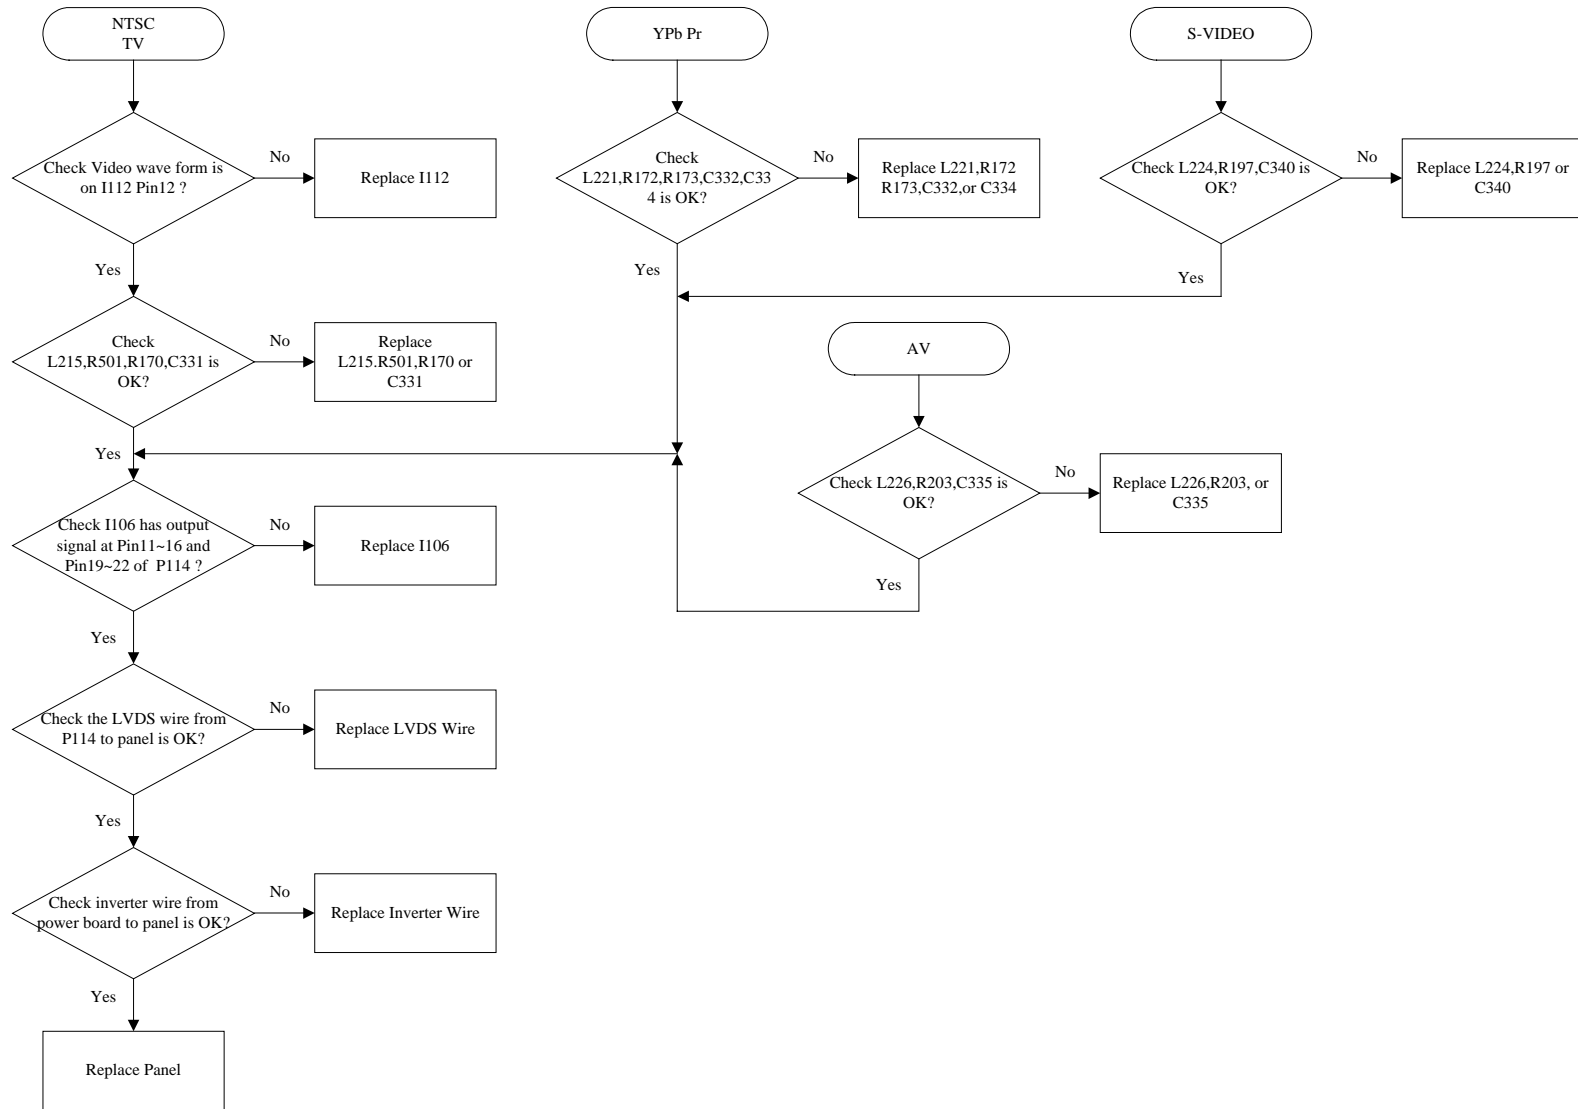 NTSC
TV
Check Video wave form is
on I112 Pin12 ?
No
Replace I112
Yes
Check
L215,R501,R170,C331 is
OK?
No
Replace
L215.R501,R170 or
C331
Yes
Check I106 has output
signal at Pin11~16 and
Pin19~22 of P114 ?
No
Replace I106
Yes
Check the LVDS wire from
P114 to panel is OK?
No
Replace LVDS Wire
Yes
Check inverter wire from
power board to panel is OK?
No
Replace Inverter Wire
Yes
Replace Panel
YPb Pr
Check
L221,R172,R173,C332,C33
4 is OK?
No
Replace L221,R172
R173,C332,or C334
Yes
S-VIDEO
Check L224,R197,C340 is
OK?
No
Replace L224,R197 or
C340
Yes
AV
Check L226,R203,C335 is
OK?
No
Replace L226,R203, or
C335
Yes